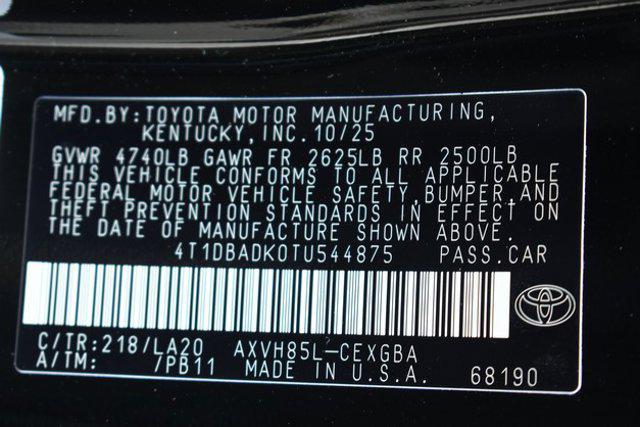 MFD.BY:TOYOTA MOTOR MANUFACTURING,
KENTUCKY,INC.10/25
GVWR 4740LB GAWR FR 2625LB RR 2500LB
THIS VEHICLE CONFORMS TO ALL APPLICABLE
FEDERAL MOTOR VEHICLE SAFETY,BUMPER,AND
THEFT PREVENTION STANDARDS IN EFFECT ON
THE DATE OF MANUFACTURE SHOWN ABOVE.
4T1DBADK0TU544875 PASS.CAR
C/TR:218/LA20 AXVH85L-CEXGBA
A/TM: /PB11 MADE IN U.S.A. 68190